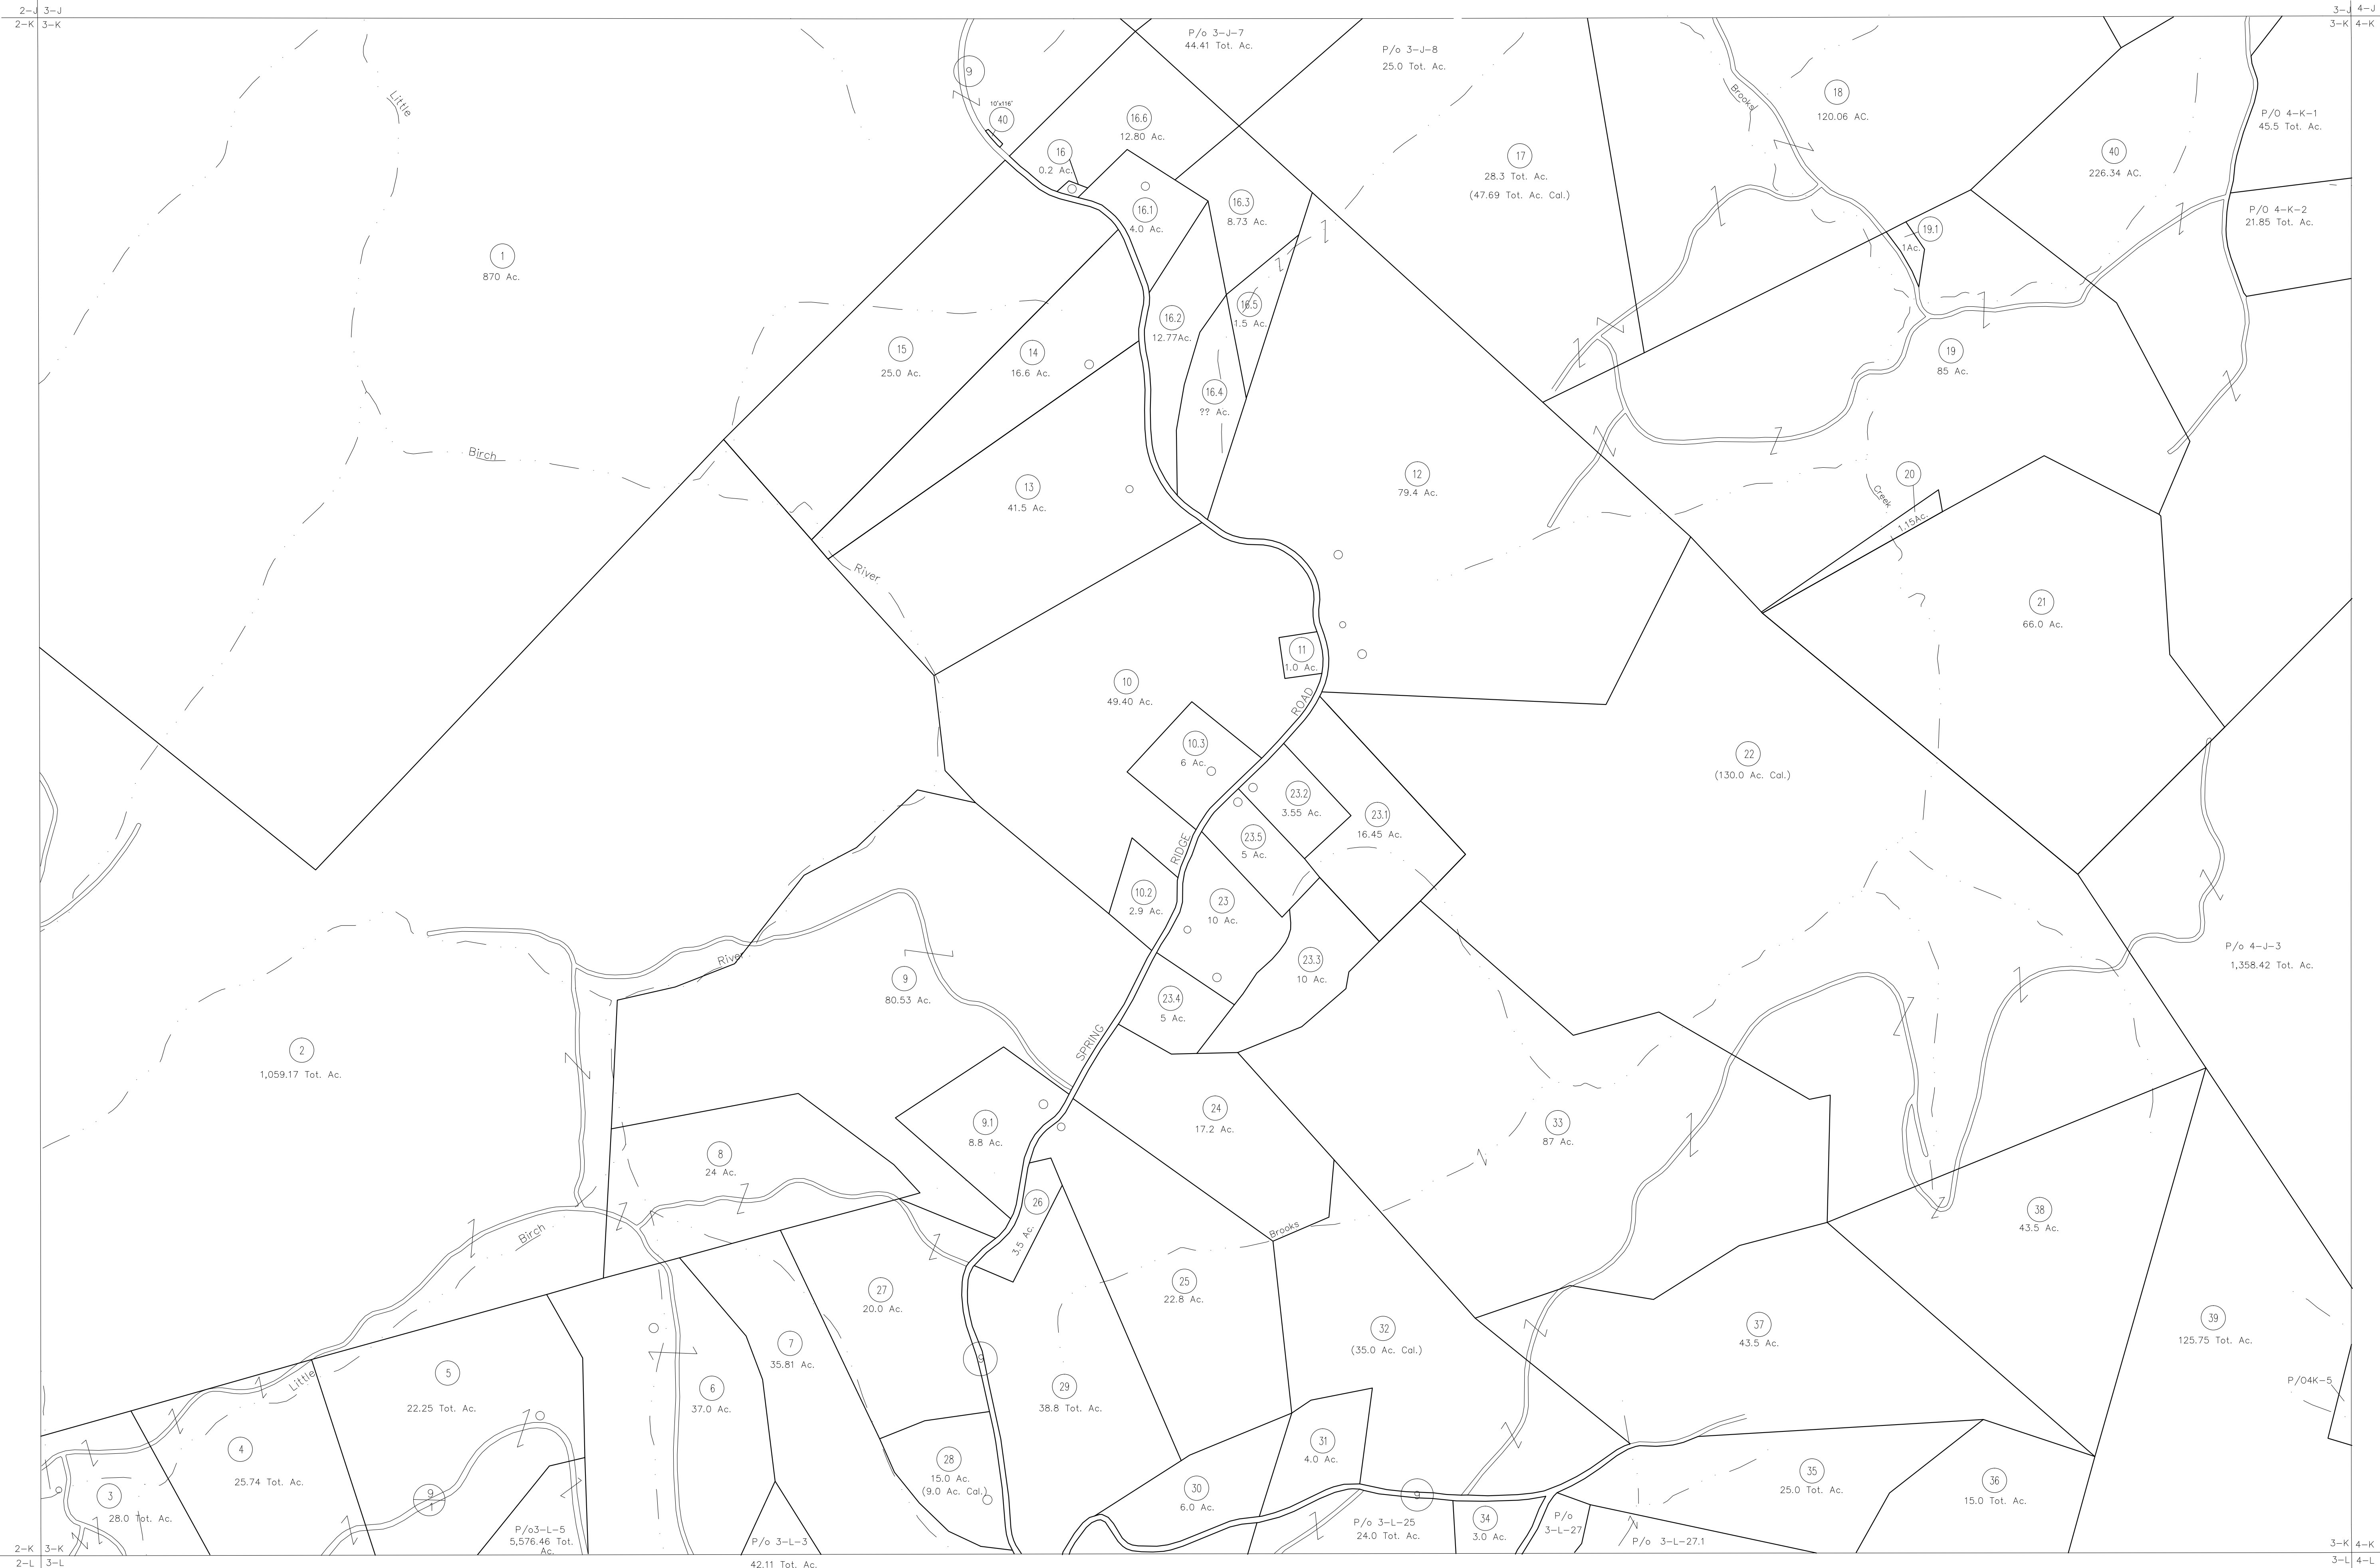 2-J 3-J
2-K 3-K
3-J 4-J
3-K 4-K
P/o 3-J-7
44.41 Tot. Ac.
P/o 3-J-8
25.0 Tot. Ac.
Little
9
10'x116'
40
16
0.2 Ac.
16.6
12.80 Ac.
16.1
4.0 Ac.
16.3
8.73 Ac.
17
28.3 Tot. Ac.
(47.69 Tot. Ac. Cal.)
Brooks
18
120.06 AC.
40
226.34 AC.
P/O 4-K-1
45.5 Tot. Ac.
P/O 4-K-2
21.85 Tot. Ac.
19.1
1Ac.
1
870 Ac.
15
25.0 Ac.
14
16.6 Ac.
16.2
12.77Ac.
16.5
1.5 Ac.
16.4
?? Ac.
19
85 Ac.
Birch
13
41.5 Ac.
12
79.4 Ac.
20
1.15Ac.
Creek
River
21
66.0 Ac.
11
1.0 Ac.
10
49.40 Ac.
ROAD
10.3
6 Ac.
22
(130.0 Ac. Cal.)
23.2
3.55 Ac.
23.1
16.45 Ac.
23.5
5 Ac.
RIDGE
10.2
2.9 Ac.
23
10 Ac.
23.3
10 Ac.
P/o 4-J-3
1,358.42 Tot. Ac.
River
9
80.53 Ac.
23.4
5 Ac.
SPRING
2
1,059.17 Tot. Ac.
9.1
8.8 Ac.
24
17.2 Ac.
33
87 Ac.
8
24 Ac.
26
3.5 Ac.
38
43.5 Ac.
Birch
Brooks
27
20.0 Ac.
25
22.8 Ac.
32
(35.0 Ac. Cal.)
37
43.5 Ac.
39
125.75 Tot. Ac.
7
35.81 Ac.
9
Little
5
22.25 Tot. Ac.
6
37.0 Ac.
29
38.8 Tot. Ac.
P/O4K-5
4
25.74 Tot. Ac.
28
15.0 Ac.
(9.0 Ac. Cal.)
31
4.0 Ac.
35
25.0 Tot. Ac.
36
15.0 Tot. Ac.
3
28.0 Tot. Ac.
9
1
30
6.0 Ac.
9
P/o 3-L-25
24.0 Tot. Ac.
34
3.0 Ac.
P/o
3-L-27
P/o 3-L-27.1
P/o3-L-5
5,576.46 Tot.
Ac.
P/o 3-L-3
42.11 Tot. Ac.
2-K 3-K
2-L 3-L
3-K 4-K
3-L 4-L